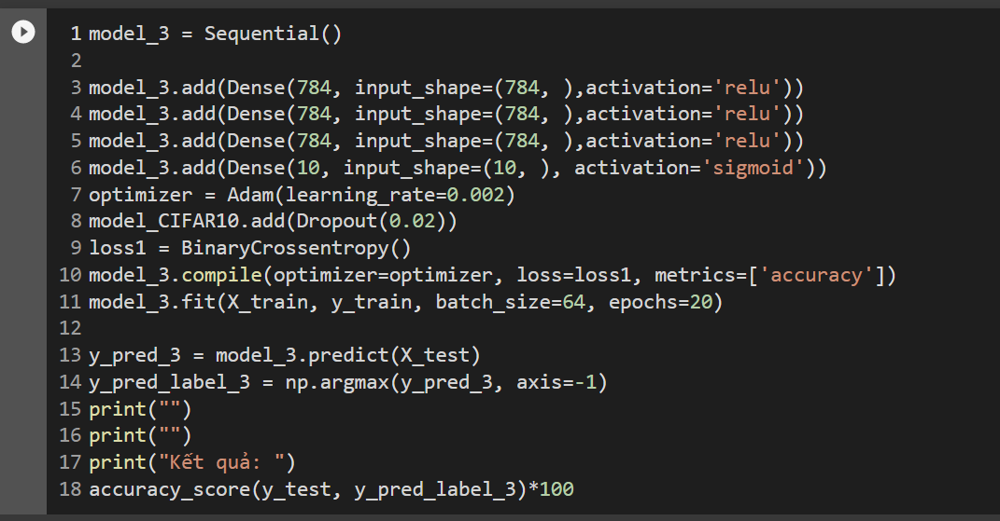 1 model_3 = Sequential()
2
3 model_3.add(Dense(784, input_shape=(784, ),activation='relu'))
4 model_3.add(Dense(784, input_shape=(784, ),activation='relu'))
5 model_3.add(Dense(784, input_shape=(784, ),activation='relu'))
6 model_3.add(Dense(10, input_shape=(10, ), activation='sigmoid'))
7 optimizer = Adam(learning_rate=0.002)
8 model_CIFAR10.add(Dropout(0.02))
9 loss1 = BinaryCrossentropy()
10 model_3.compile(optimizer=optimizer, loss=loss1, metrics=['accuracy'])
11 model_3.fit(X_train, y_train, batch_size=64, epochs=20)
12
13 y_pred_3 = model_3.predict(X_test)
14 y_pred_label_3 = np.argmax(y_pred_3, axis=-1)
15 print("")
16 print("")
17 print("Kết quả: ")
18 accuracy_score(y_test, y_pred_label_3)*100